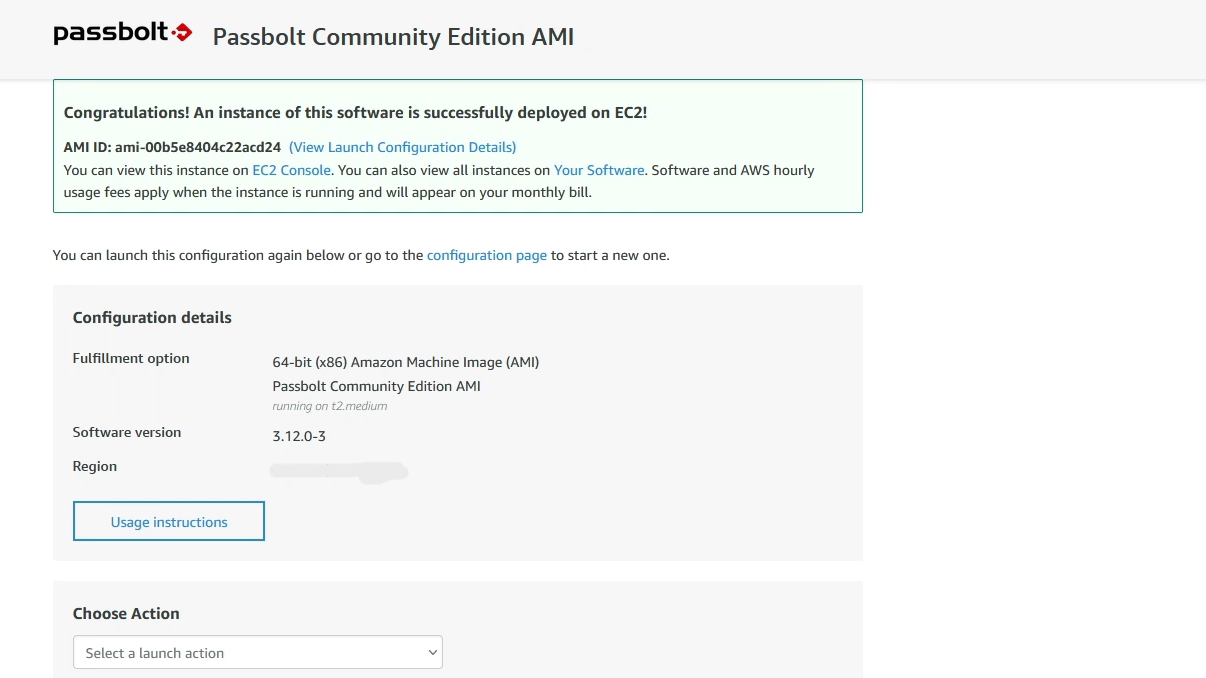 passbolt Passbolt Community Edition AMI
Congratulations! An instance of this software is successfully deployed on EC2!
AMI ID: ami-00b5e8404c22acd24 (View Launch Configuration Details)
You can view this instance on EC2 Console. You can also view all instances on Your Software. Software and AWS hourly
usage fees apply when the instance is running and will appear on your monthly bill.
You can launch this configuration again below or go to the configuration page to start a new one.
Configuration details
Fulfillment option
64-bit (x86) Amazon Machine Image (AMI)
Passbolt Community Edition AMI
running on t2.medium
Software version
3.12.0-3
Region
Usage instructions
Choose Action
Select a launch action